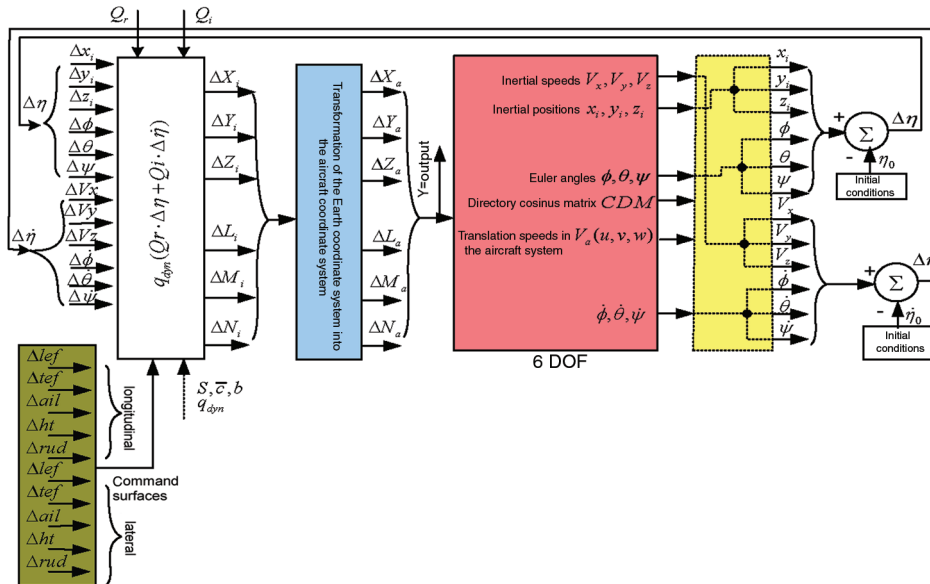 Q_r
Q_i
Δη
Δx_i
Δy_i
Δz_i
Δϕ
Δθ
Δψ
Δη̇
ΔVx
ΔVy
ΔVz
Δϕ̇
Δθ̇
Δψ̇
q_dyn(Qr · Δη + Qi · Δη̇)
S, c̅, b
q_dyn
Δlef
Δtef
Δail
Δht
Δrud
Δlef
Δtef
Δail
Δht
Δrud
longitudinal
Command
surfaces
lateral
ΔX_i
ΔY_i
ΔZ_i
ΔL_i
ΔM_i
ΔN_i
Transformation of the Earth coordinate system into
the aircraft coordinate system
ΔX_a
ΔY_a
ΔZ_a
ΔL_a
ΔM_a
ΔN_a
Y=output
Inertial speeds V_x, V_y, V_z
Inertial positions x_i, y_i, z_i
Euler angles ϕ, θ, ψ
Directory cosinus matrix CDM
Translation speeds in V_a(u, v, w)
the aircraft system
ϕ̇, θ̇, ψ̇
6 DOF
x_i
y_i
z_i
ϕ
θ
ψ
V_x
V_y
V_z
ϕ̇
θ̇
ψ̇
+
Σ
Δη
-
η_0
Initial
conditions
+
Σ
-
η̇_0
Initial
conditions